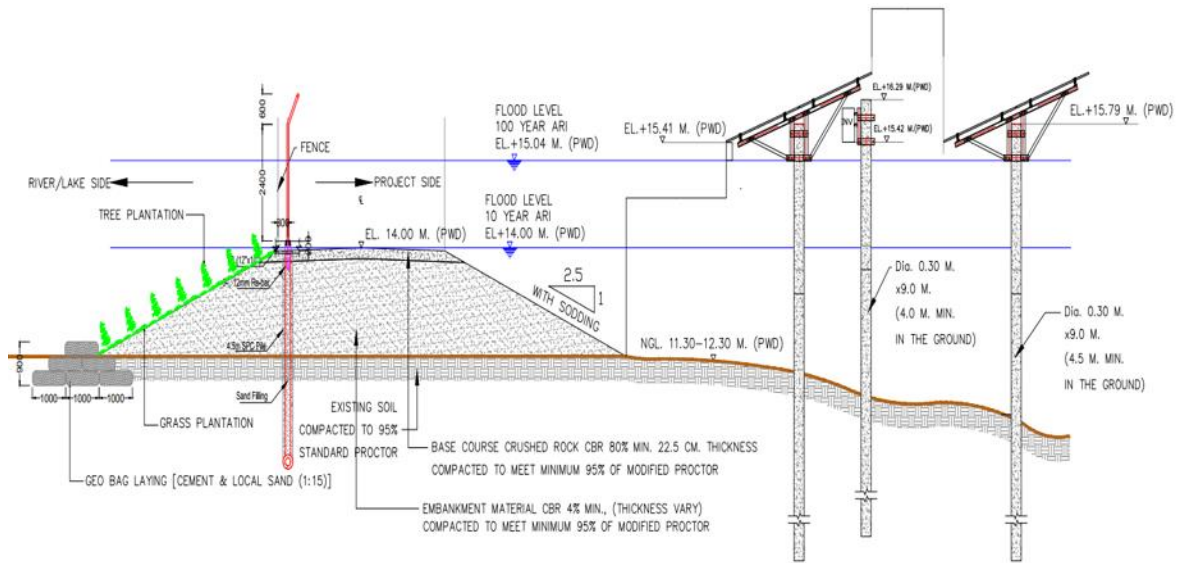 600
2400
FENCE
FLOOD LEVEL
100 YEAR ARI
EL.+15.04 M. (PWD)
RIVER/LAKE SIDE
PROJECT SIDE
TREE PLANTATION
FLOOD LEVEL
10 YEAR ARI
EL+14.00 M. (PWD)
EL. 14.00 M. (PWD)
12mm Re-bar
4.5m SPC Pile
Sand Filling
2.5
1
WITH SODDING
NGL. 11.30-12.30 M. (PWD)
900
1000
1000
1000
GRASS PLANTATION
EXISTING SOIL
COMPACTED TO 95%
STANDARD PROCTOR
BASE COURSE CRUSHED ROCK CBR 80% MIN. 22.5 CM. THICKNESS
COMPACTED TO MEET MINIMUM 95% OF MODIFIED PROCTOR
GEO BAG LAYING [CEMENT & LOCAL SAND (1:15)]
EMBANKMENT MATERIAL CBR 4% MIN., (THICKNESS VARY)
COMPACTED TO MEET MINIMUM 95% OF MODIFIED PROCTOR
EL.+15.41 M. (PWD)
EL.+16.29 M.(PWD)
INV
EL.+15.42 M.(PWD)
EL.+15.79 M.(PWD)
Dia. 0.30 M.
x9.0 M.
(4.0 M. MIN.
IN THE GROUND)
Dia. 0.30 M.
x9.0 M.
(4.5 M. MIN.
IN THE GROUND)